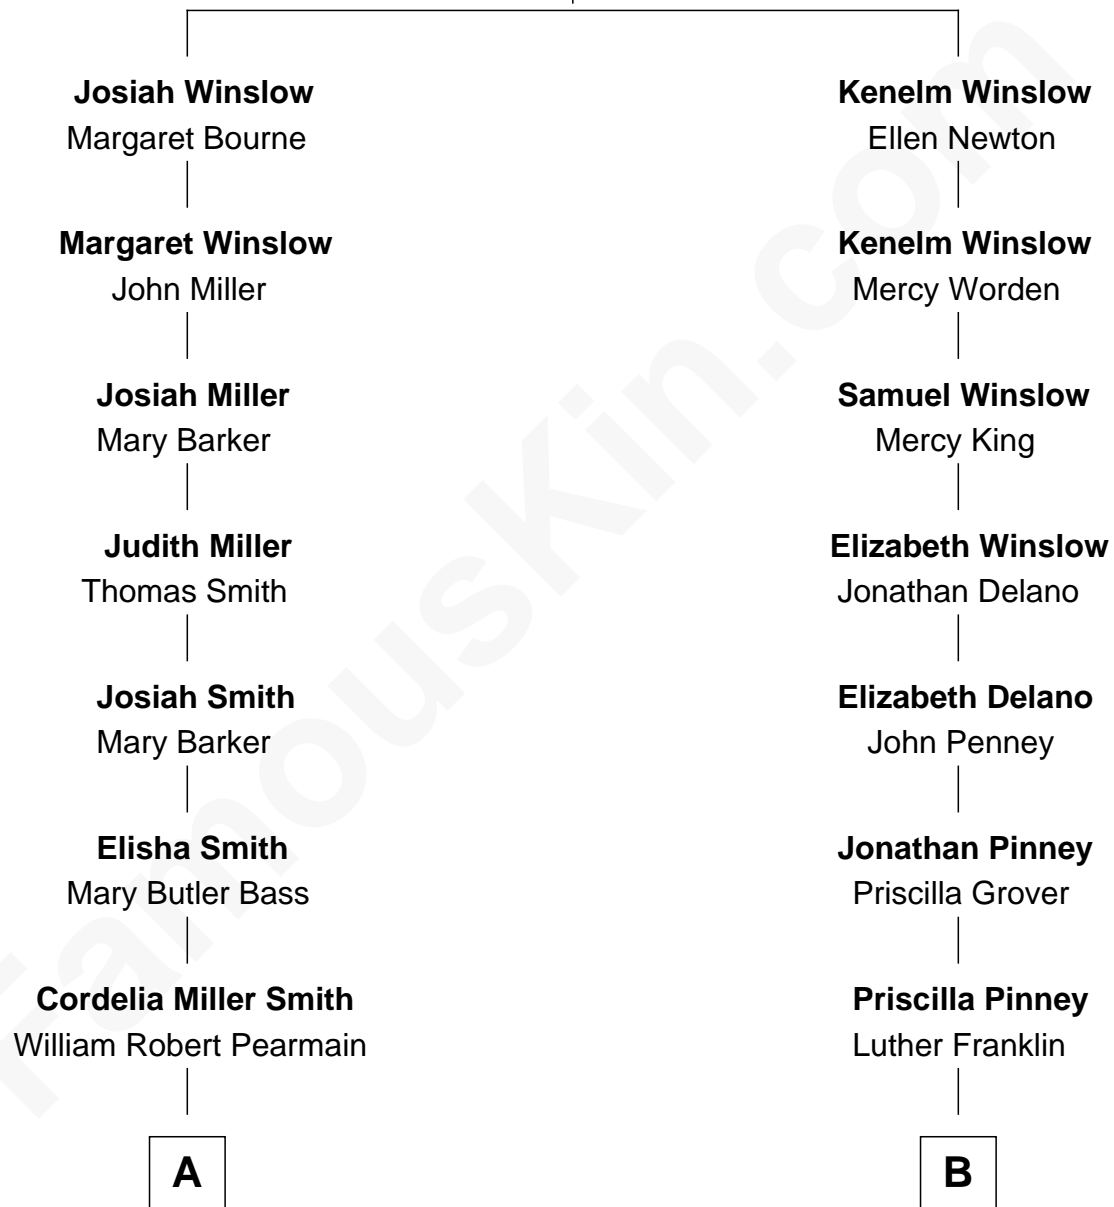 Josiah Winslow
Margaret Bourne
Kenelm Winslow
Ellen Newton
Margaret Winslow
John Miller
Kenelm Winslow
Mercy Worden
Josiah Miller
Mary Barker
Samuel Winslow
Mercy King
Judith Miller
Thomas Smith
Elizabeth Winslow
Jonathan Delano
Josiah Smith
Mary Barker
Elizabeth Delano
John Penney
Elisha Smith
Mary Butler Bass
Jonathan Pinney
Priscilla Grover
Cordelia Miller Smith
William Robert Pearmain
Priscilla Pinney
Luther Franklin
A
B
FamousKin.com